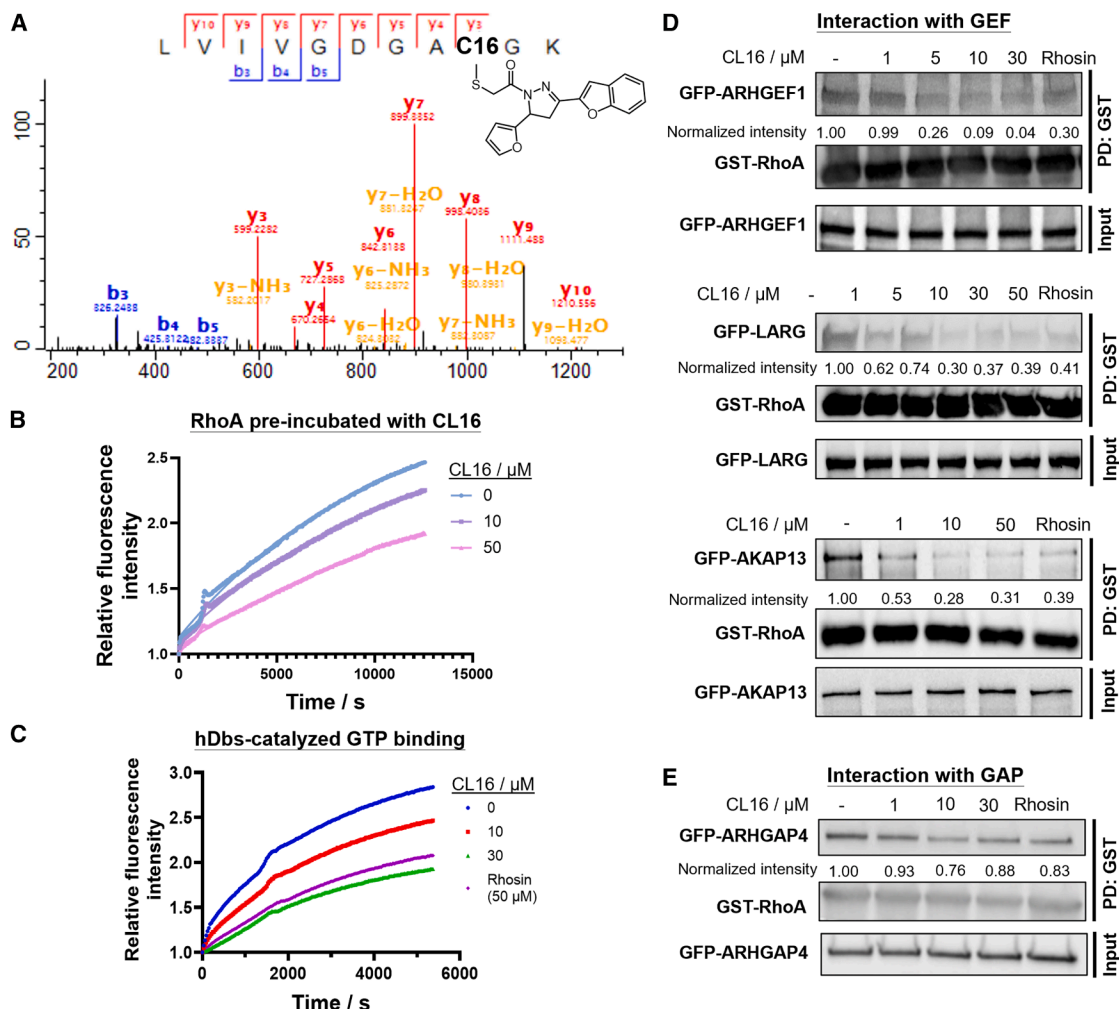 A
y10 y9 y8 y7 y6 y5 y4 y3
L V I V G D G A C16 G K
b3 b4 b5
O
S
N
N
O
O
100
50
0
y7
899.8852
y7-H2O
y8
998.4086
y3
599.2282
y6
842.8188
y9
1111.488
y5
727.2868
y6-NH3
825.2872
y8-H2O
y3-NH3
582.2017
b3
y4
y10
1210.556
b4
b5
y6-H2O
y7-NH3
y9-H2O
1093.477
200 400 600 800 1000 1200
B
RhoA pre-incubated with CL16
Relative fluorescence
intensity
2.5
2.0
1.5
1.0
CL16 / µM
0
10
50
0 5000 10000 15000
Time / s
C
hDbs-catalyzed GTP binding
Relative fluorescence
intensity
3.0
2.5
2.0
1.5
1.0
CL16 / µM
0
10
30
Rhosin
(50 µM)
0 2000 4000 6000
Time / s
D
Interaction with GEF
CL16 / µM - 1 5 10 30 Rhosin
GFP-ARHGEF1
Normalized intensity 1.00 0.99 0.26 0.09 0.04 0.30
GST-RhoA
PD: GST
GFP-ARHGEF1
Input
CL16 / µM - 1 5 10 30 50 Rhosin
GFP-LARG
Normalized intensity 1.00 0.62 0.74 0.30 0.37 0.39 0.41
GST-RhoA
PD: GST
GFP-LARG
Input
CL16 / µM - 1 10 50 Rhosin
GFP-AKAP13
Normalized intensity 1.00 0.53 0.28 0.31 0.39
GST-RhoA
PD: GST
GFP-AKAP13
Input
E
Interaction with GAP
CL16 / µM - 1 10 30 Rhosin
GFP-ARHGAP4
Normalized intensity 1.00 0.93 0.76 0.88 0.83
GST-RhoA
PD: GST
GFP-ARHGAP4
Input